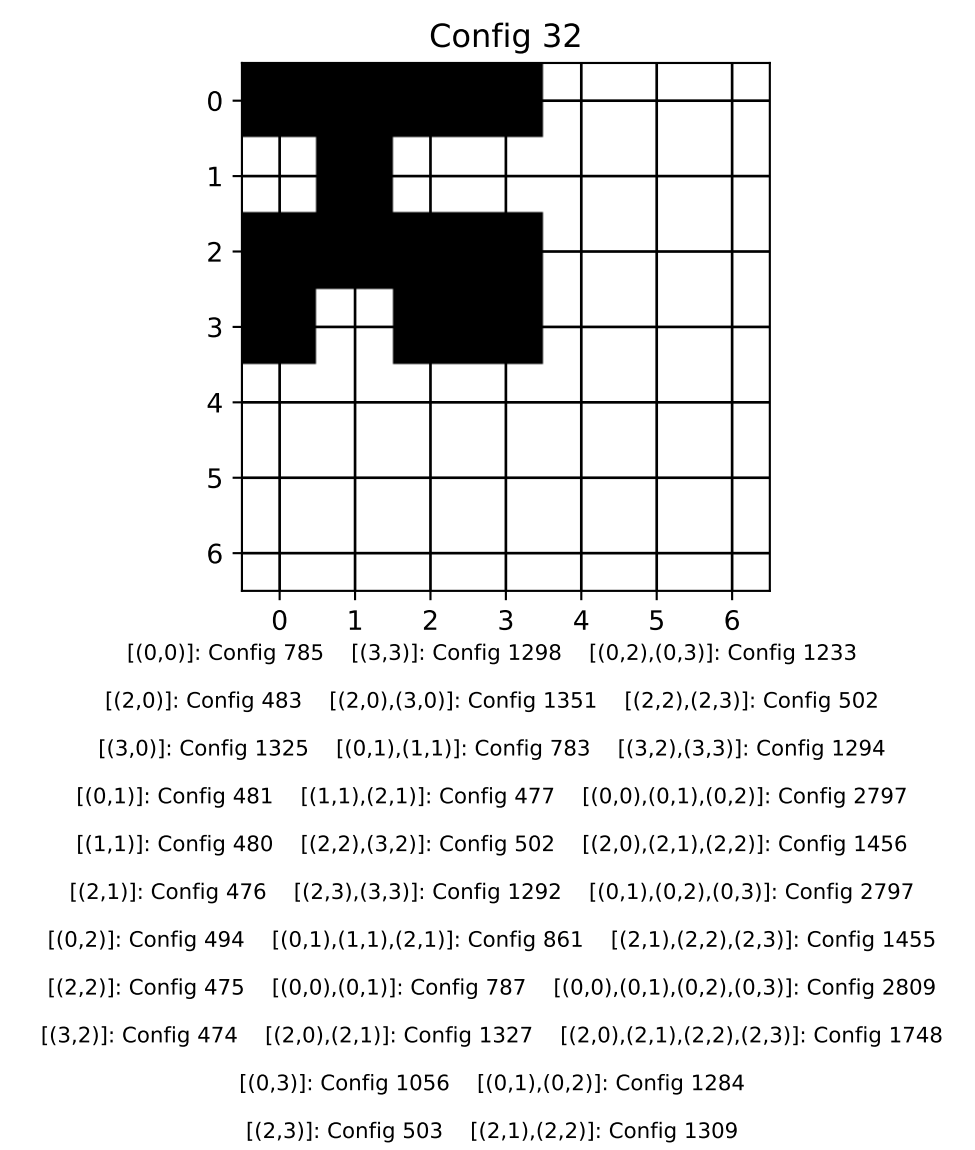 Config 32
0
1
2
3
4
5
6
0 1 2 3 4 5 6
[(0,0)]: Config 785 [(3,3)]: Config 1298 [(0,2),(0,3)]: Config 1233
[(2,0)]: Config 483 [(2,0),(3,0)]: Config 1351 [(2,2),(2,3)]: Config 502
[(3,0)]: Config 1325 [(0,1),(1,1)]: Config 783 [(3,2),(3,3)]: Config 1294
[(0,1)]: Config 481 [(1,1),(2,1)]: Config 477 [(0,0),(0,1),(0,2)]: Config 2797
[(1,1)]: Config 480 [(2,2),(3,2)]: Config 502 [(2,0),(2,1),(2,2)]: Config 1456
[(2,1)]: Config 476 [(2,3),(3,3)]: Config 1292 [(0,1),(0,2),(0,3)]: Config 2797
[(0,2)]: Config 494 [(0,1),(1,1),(2,1)]: Config 861 [(2,1),(2,2),(2,3)]: Config 1455
[(2,2)]: Config 475 [(0,0),(0,1)]: Config 787 [(0,0),(0,1),(0,2),(0,3)]: Config 2809
[(3,2)]: Config 474 [(2,0),(2,1)]: Config 1327 [(2,0),(2,1),(2,2),(2,3)]: Config 1748
[(0,3)]: Config 1056 [(0,1),(0,2)]: Config 1284
[(2,3)]: Config 503 [(2,1),(2,2)]: Config 1309